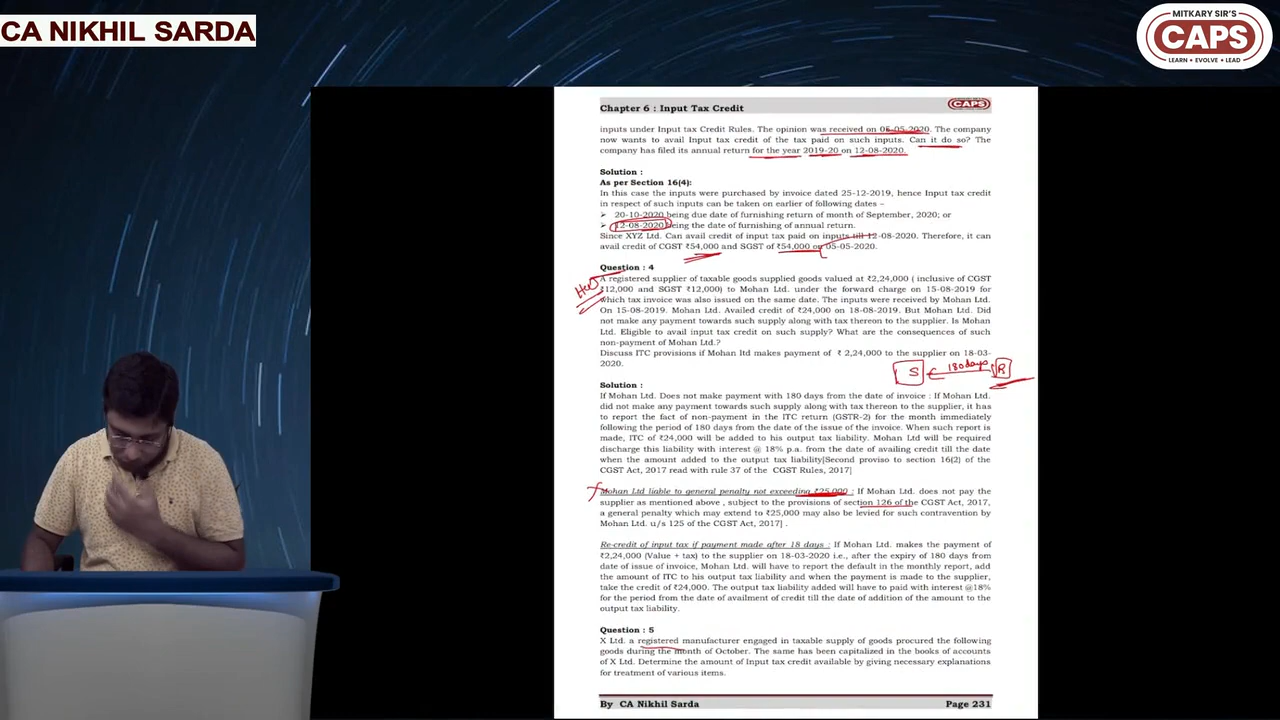 CA NIKHIL SARDA
MITKARY SIR'S
CAPS
LEARN • EVOLVE • LEAD
Chapter 6 : Input Tax Credit
CAPS
inputs under Input tax Credit Rules. The opinion was received on 05-05-2020. The company
now wants to avail Input tax credit of the tax paid on such inputs. Can it do so? The
company has filed its annual return for the year 2019-20 on 12-08-2020.
Solution :
As per Section 16(4):
In this case the inputs were purchased by invoice dated 25-12-2019, hence Input tax credit
in respect of such inputs can be taken on earlier of following dates –
➢ 20-10-2020 being due date of furnishing return of month of September, 2020; or
➢ 12-08-2020 being the date of furnishing of annual return.
Since XYZ Ltd. Can avail credit of input tax paid on inputs till 12-08-2020. Therefore, it can
avail credit of CGST ₹54,000 and SGST of ₹54,000 on 05-05-2020.
Question : 4
A registered supplier of taxable goods supplied goods valued at ₹2,24,000 ( inclusive of CGST
₹12,000 and SGST ₹12,000) to Mohan Ltd. under the forward charge on 15-08-2019 for
which tax invoice was also issued on the same date. The inputs were received by Mohan Ltd.
On 15-08-2019. Mohan Ltd. Availed credit of ₹24,000 on 18-08-2019. But Mohan Ltd. Did
not make any payment towards such supply along with tax thereon to the supplier. Is Mohan
Ltd. Eligible to avail input tax credit on such supply? What are the consequences of such
non-payment of Mohan Ltd.?
Discuss ITC provisions if Mohan ltd makes payment of ₹ 2,24,000 to the supplier on 18-03-
2020.
S 180days R
Solution :
If Mohan Ltd. Does not make payment with 180 days from the date of invoice : If Mohan Ltd.
did not make any payment towards such supply along with tax thereon to the supplier, it has
to report the fact of non-payment in the ITC return (GSTR-2) for the month immediately
following the period of 180 days from the date of the issue of the invoice. When such report is
made, ITC of ₹24,000 will be added to his output tax liability. Mohan Ltd will be required
discharge this liability with interest @ 18% p.a. from the date of availing credit till the date
when the amount added to the output tax liability[Second proviso to section 16(2) of the
CGST Act, 2017 read with rule 37 of the CGST Rules, 2017]
Mohan Ltd liable to general penalty not exceeding ₹25,000 : If Mohan Ltd. does not pay the
supplier as mentioned above , subject to the provisions of section 126 of the CGST Act, 2017,
a general penalty which may extend to ₹25,000 may also be levied for such contravention by
Mohan Ltd. u/s 125 of the CGST Act, 2017] .
Re-credit of input tax if payment made after 18 days : If Mohan Ltd. makes the payment of
₹2,24,000 (Value + tax) to the supplier on 18-03-2020 i.e., after the expiry of 180 days from
date of issue of invoice, Mohan Ltd. will have to report the default in the monthly report, add
the amount of ITC to his output tax liability and when the payment is made to the supplier,
take the credit of ₹24,000. The output tax liability added will have to paid with interest @18%
for the period from the date of availment of credit till the date of addition of the amount to the
output tax liability.
Question : 5
X Ltd. a registered manufacturer engaged in taxable supply of goods procured the following
goods during the month of October. The same has been capitalized in the books of accounts
of X Ltd. Determine the amount of Input tax credit available by giving necessary explanations
for treatment of various items.
By CA Nikhil Sarda
Page 231